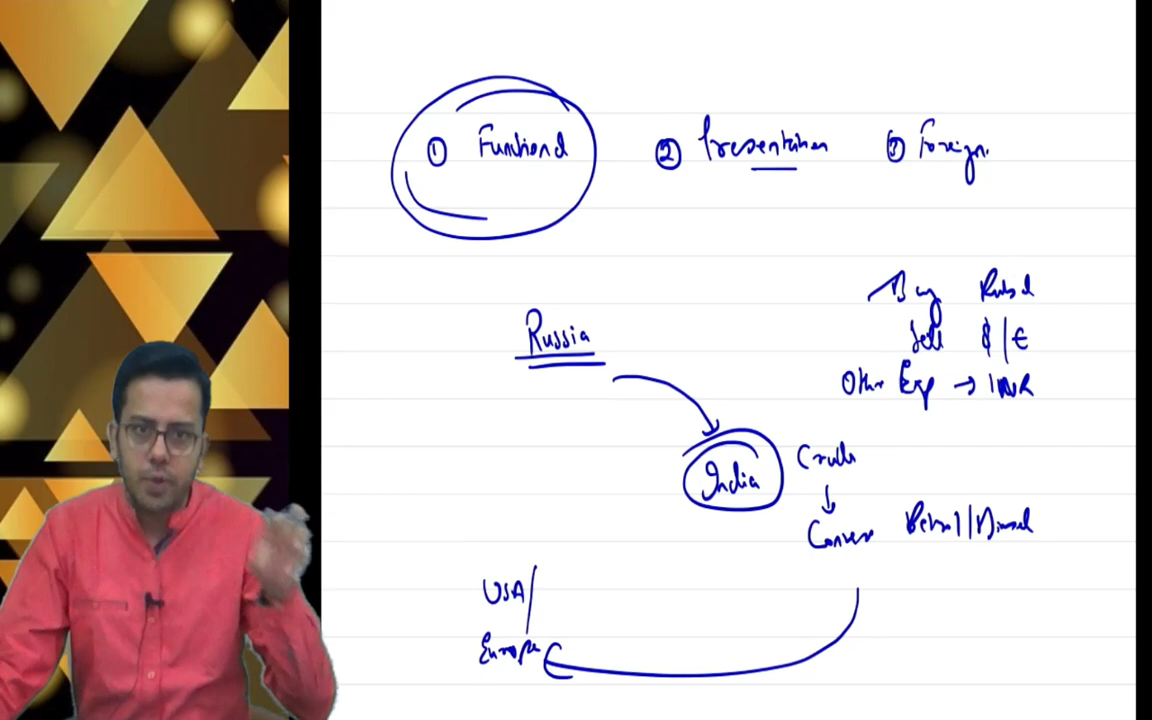 ① Functional ② Presentation ③ Foreign.
Buy Rubel
Russia
Sell $/€
Other Exp → INR
India Crude
↓
Conver Petrol/Diesel
USA/
Europe